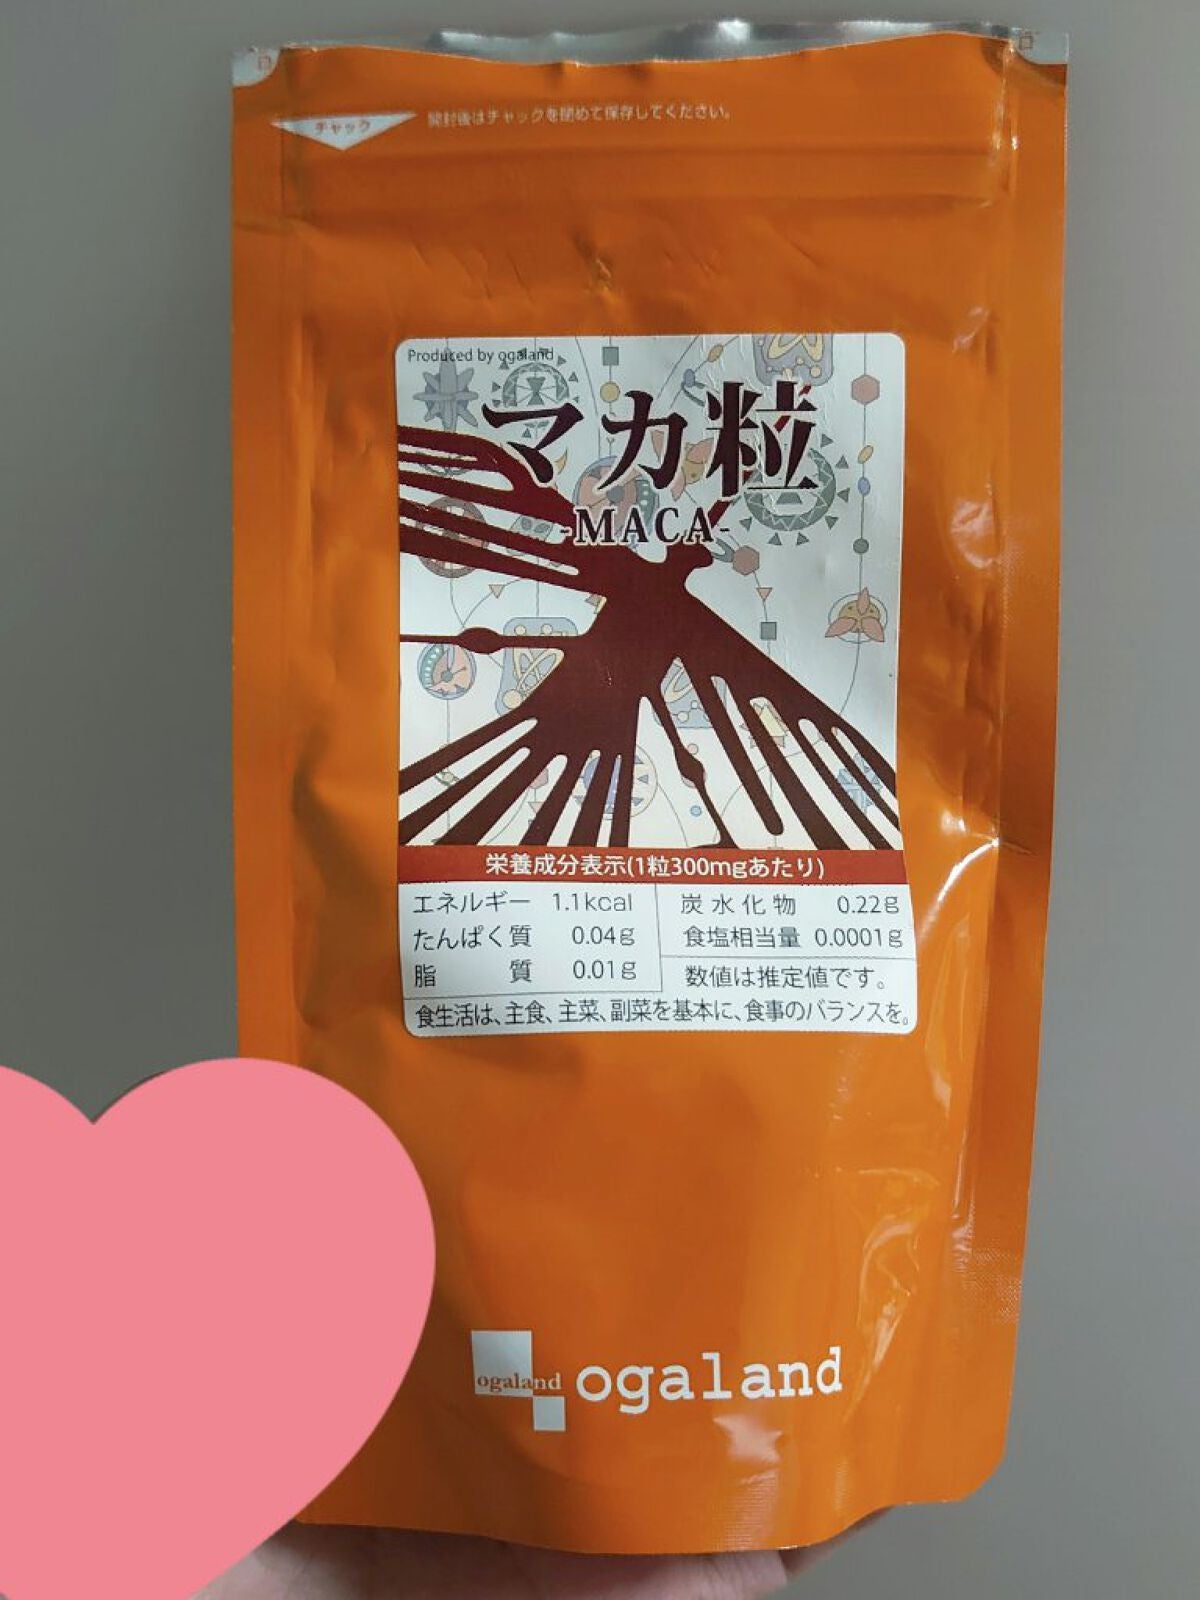 チャック
開封後はチャックを閉めて保存してください。
Produced by ogaland
マカ粒
-MACA-
栄養成分表示(1粒300mgあたり)
エネルギー 1.1kcal
たんぱく質 0.04g
脂質 0.01g
炭水化物 0.22g
食塩相当量 0.0001g
数値は推定値です。
食生活は、主食、主菜、副菜を基本に、食事のバランスを。
ogaland
ogaland